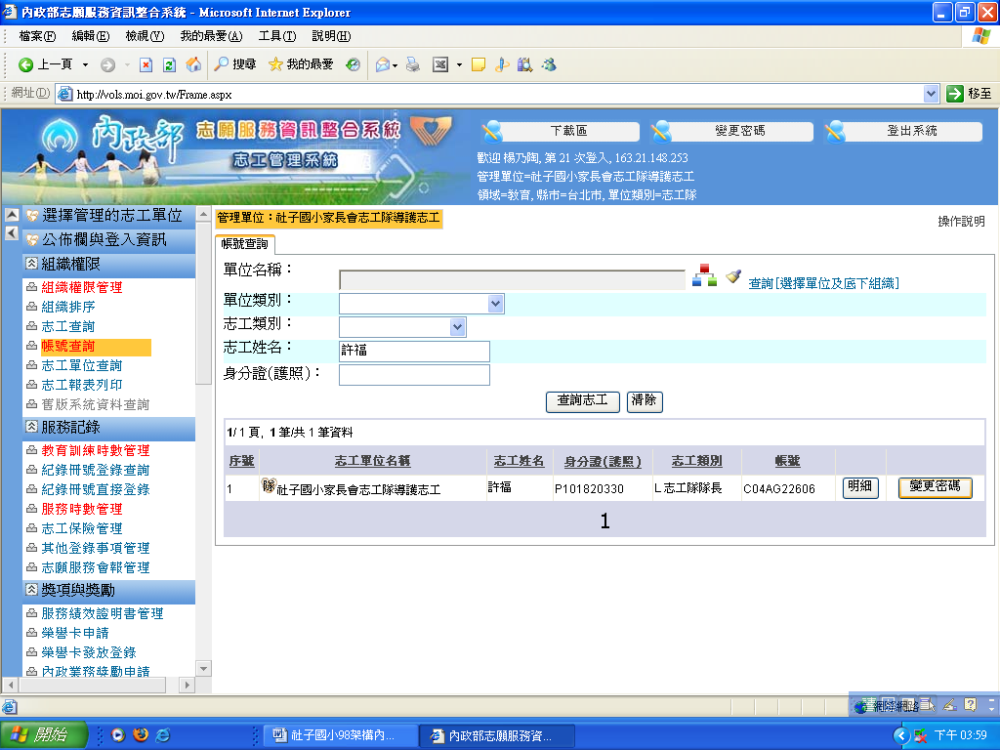 內政部志願服務資訊整合系統 - Microsoft Internet Explorer
檔案(F) 編輯(E) 檢視(V) 我的最愛(A) 工具(T) 說明(H)
上一頁 搜尋 我的最愛
網址(D) http://vols.moi.gov.tw/Frame.aspx 移至
內政部 志願服務資訊整合系統
志工管理系統
下載區 變更密碼 登出系統
歡迎 楊乃陶, 第 21 次登入, 163.21.148.253
管理單位=社子國小家長會志工隊導護志工
領域=教育, 縣市=台北市, 單位類別=志工隊
選擇管理的志工單位
公佈欄與登入資訊
組織權限
組織權限管理
組織排序
志工查詢
帳號查詢
志工單位查詢
志工報表列印
舊版系統資料查詢
服務記錄
教育訓練時數管理
紀錄冊號登錄查詢
紀錄冊號直接登錄
服務時數管理
志工保險管理
其他登錄事項管理
志願服務會報管理
獎項與獎勵
服務績效證明書管理
榮譽卡申請
榮譽卡發放登錄
內政業務獎勵申請
管理單位：社子國小家長會志工隊導護志工
操作說明
帳號查詢
單位名稱：
查詢[選擇單位及底下組織]
單位類別：
志工類別：
志工姓名： 許福
身分證(護照)：
查詢志工 清除
1/ 1 頁, 1 筆/共 1 筆資料
序號 志工單位名稱 志工姓名 身分證(護照) 志工類別 帳號
1 隊 社子國小家長會志工隊導護志工 許福 P101820330 L 志工隊隊長 C04AG22606 明細 變更密碼
1
網際網路
開始 社子國小98架構內... 內政部志願服務資... 下午 03:59